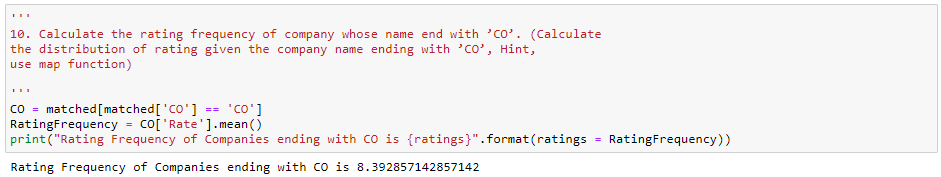 '''
10. Calculate the rating frequency of company whose name end with ’CO’. (Calculate
the distribution of rating given the company name ending with ’CO’, Hint,
use map function)
'''
CO = matched[matched['CO'] == 'CO']
RatingFrequency = CO['Rate'].mean()
print("Rating Frequency of Companies ending with CO is {ratings}".format(ratings = RatingFrequency))
Rating Frequency of Companies ending with CO is 8.392857142857142